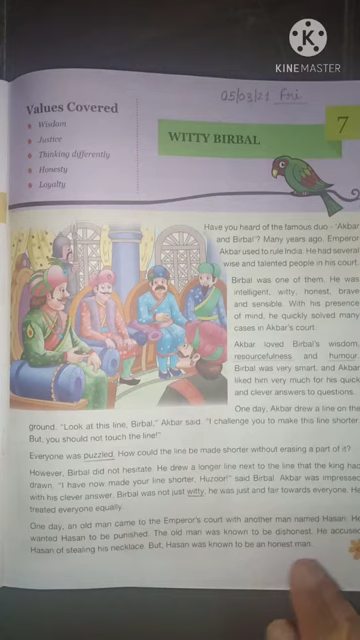 K
KINEMASTER
05/03/21 Fri
Values Covered
Wisdom
Justice
Thinking differently
Honesty
Loyalty
7
WITTY BIRBAL
Have you heard of the famous duo - 'Akbar
and Birbal'? Many years ago, Emperor
Akbar used to rule India. He had several
wise and talented people in his court.
Birbal was one of them. He was
intelligent, witty, honest, brave
and sensible. With his presence
of mind, he quickly solved many
cases in Akbar's court.
Akbar loved Birbal's wisdom,
resourcefulness and humour.
Birbal was very smart, and Akbar
liked him very much for his quick
and clever answers to questions.
One day, Akbar drew a line on the
ground. "Look at this line, Birbal," Akbar said. "I challenge you to make this line shorter.
But, you should not touch the line!"
Everyone was puzzled. How could the line be made shorter without erasing a part of it?
However, Birbal did not hesitate. He drew a longer line next to the line that the king had
drawn. "I have now made your line shorter, Huzoor!" said Birbal. Akbar was impressed
with his clever answer. Birbal was not just witty, he was just and fair towards everyone. He
treated everyone equally.
One day, an old man came to the Emperor's court with another man named Hasan. He
wanted Hasan to be punished. The old man was known to be dishonest. He accused
Hasan of stealing his necklace. But, Hasan was known to be an honest man.